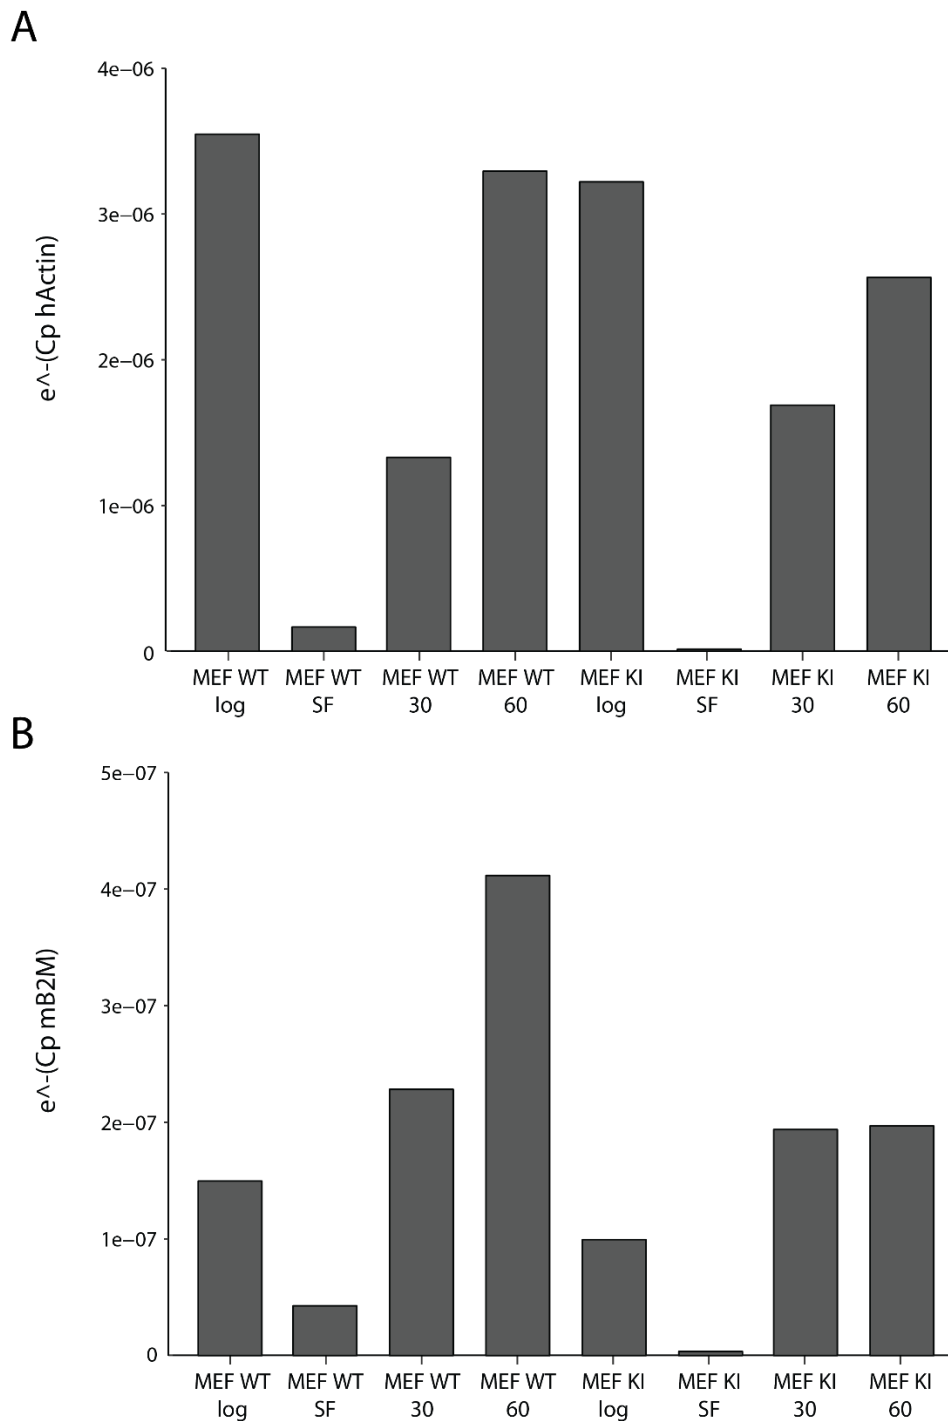 A
4e−06
3e−06
2e−06
1e−06
0
e^-(Cp hActin)
MEF WT MEF WT MEF WT MEF WT MEF KI MEF KI MEF KI MEF KI
log SF 30 60 log SF 30 60
B
5e−07
4e−07
3e−07
2e−07
1e−07
0
e^-(Cp mB2M)
MEF WT MEF WT MEF WT MEF WT MEF KI MEF KI MEF KI MEF KI
log SF 30 60 log SF 30 60